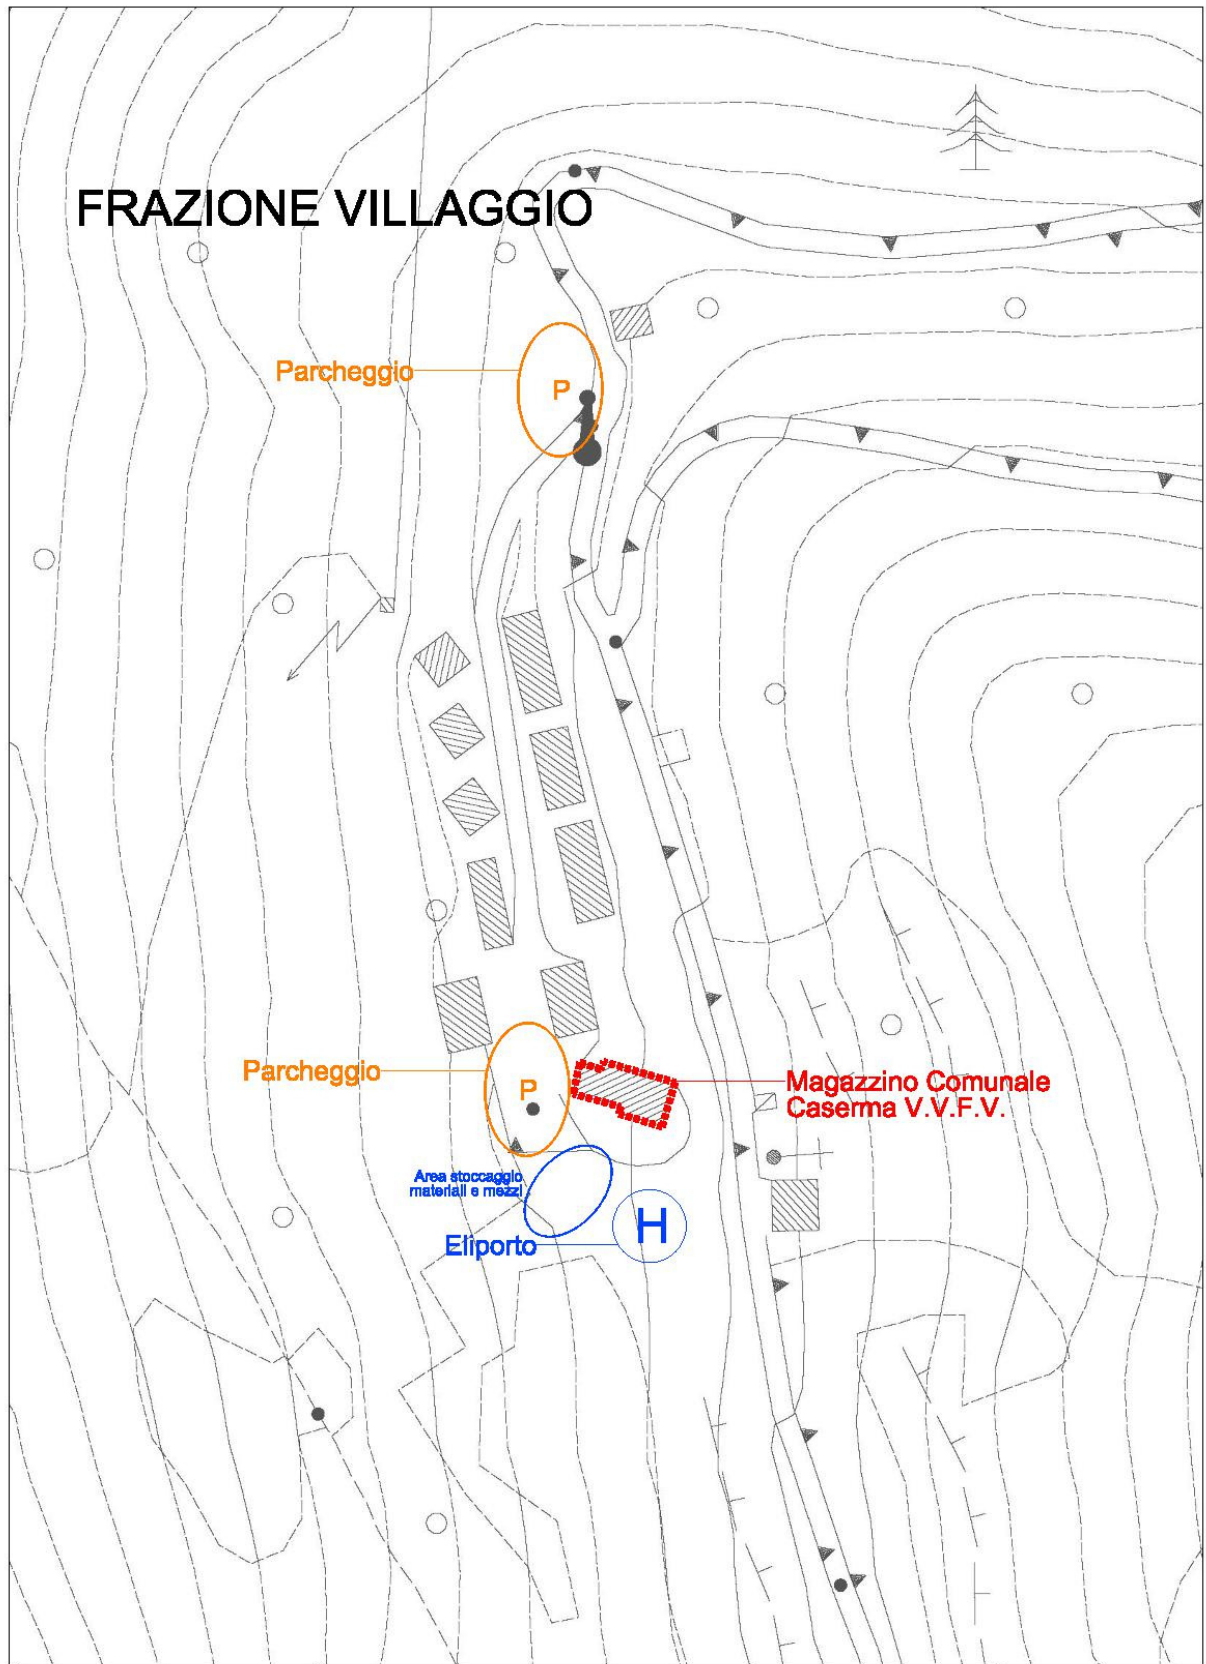 FRAZIONE VILLAGGIO
Parcheggio
P
Parcheggio
P
Magazzino Comunale
Caserma V.V.F.V.
Area stoccaggio
materiali e mezzi
Eliporto
H